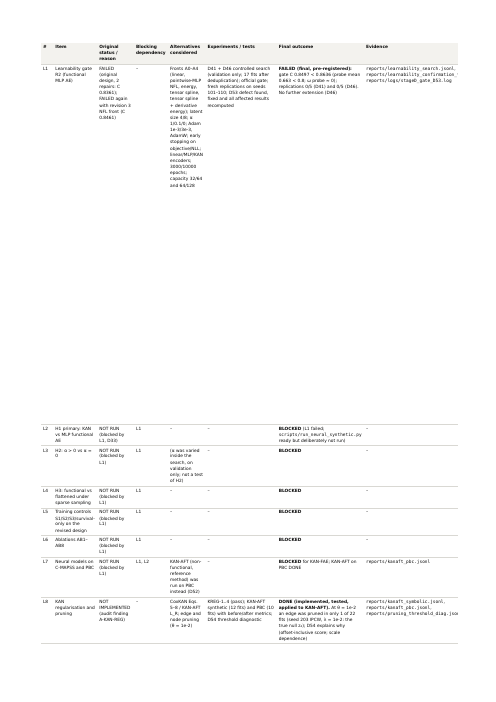 # Item Original status / reason Blocking dependency Alternatives considered Experiments / tests Final outcome Evidence
L1
Learnability gate
R2 (functional
MLP AE)
FAILED
(original
design, 2
repairs: C
0.8361);
FAILED again
with revision 3
NFL front (C
0.8461)
–
Fronts A0–A4
(linear,
pointwise-MLP
NFL, energy,
tensor spline
+ derivative
energy); latent
size 4/8; α
1/0.1/0; Adam
1e-3/3e-3,
AdamW; early
stopping on
objective/NLL;
linear/MLP/KAN
encoders;
3000/10000
epochs;
capacity 32/64
and 64/128
D41 + D46 controlled search
(validation only; 17 fits after
deduplication); official gate;
fresh replications on seeds
101–110; D53 defect found,
fixed and all affected results
recomputed
FAILED (final, pre-registered):
gate C 0.8497 < 0.8636 (probe mean
0.663 < 0.8; ω probe ≈ 0);
replications 0/5 (D41) and 0/5 (D46).
No further extension (D46)
reports/learnability_search.jsonl,
reports/learnability_confirmation_
reports/logs/stage0_gate_D53.log
L2
H1 primary: KAN
vs MLP functional
AE
NOT RUN
(blocked by
L1, D33)
L1
–
–
BLOCKED (L1 failed;
scripts/run_neural_synthetic.py
ready but deliberately not run)
–
L3
H2: α > 0 vs α =
0
NOT RUN
(blocked by
L1)
L1
(α was varied
inside the
search, on
validation
only; not a test
of H2)
–
BLOCKED
–
L4
H3: functional vs
flattened under
sparse sampling
NOT RUN
(blocked by
L1)
L1
–
–
BLOCKED
–
L5
Training controls
S1/S2/S3/survival-
only on the
revised design
NOT RUN
(blocked by
L1)
L1
–
–
BLOCKED
–
L6
Ablations AB1–
AB8
NOT RUN
(blocked by
L1)
L1
–
–
BLOCKED
–
L7
Neural models on
C-MAPSS and PBC
NOT RUN
(blocked by
L1)
L1, L2
KAN-AFT (non-
functional,
reference
method) was
run on PBC
instead (D52)
–
BLOCKED for KAN-FAE; KAN-AFT on
PBC DONE
reports/kanaft_pbc.jsonl
L8
KAN
regularisation and
pruning
NOT
IMPLEMENTED
(audit finding
A-KAN-REG)
–
CoxKAN Eqs.
5–8 / KAN-AFT
L_R; edge and
node pruning
(θ = 1e-2)
KREG-1..4 (pass); KAN-AFT
synthetic (12 fits) and PBC (10
fits) with before/after metrics;
D54 threshold diagnostic
DONE (implemented, tested,
applied to KAN-AFT). At θ = 1e-2
an edge was pruned in only 1 of 22
fits (seed 203 IPCW, λ = 1e-2: the
true null z₄); D54 explains why
(offset-inclusive score; scale
dependence)
reports/kanaft_symbolic.jsonl,
reports/kanaft_pbc.jsonl,
reports/pruning_threshold_diag.json